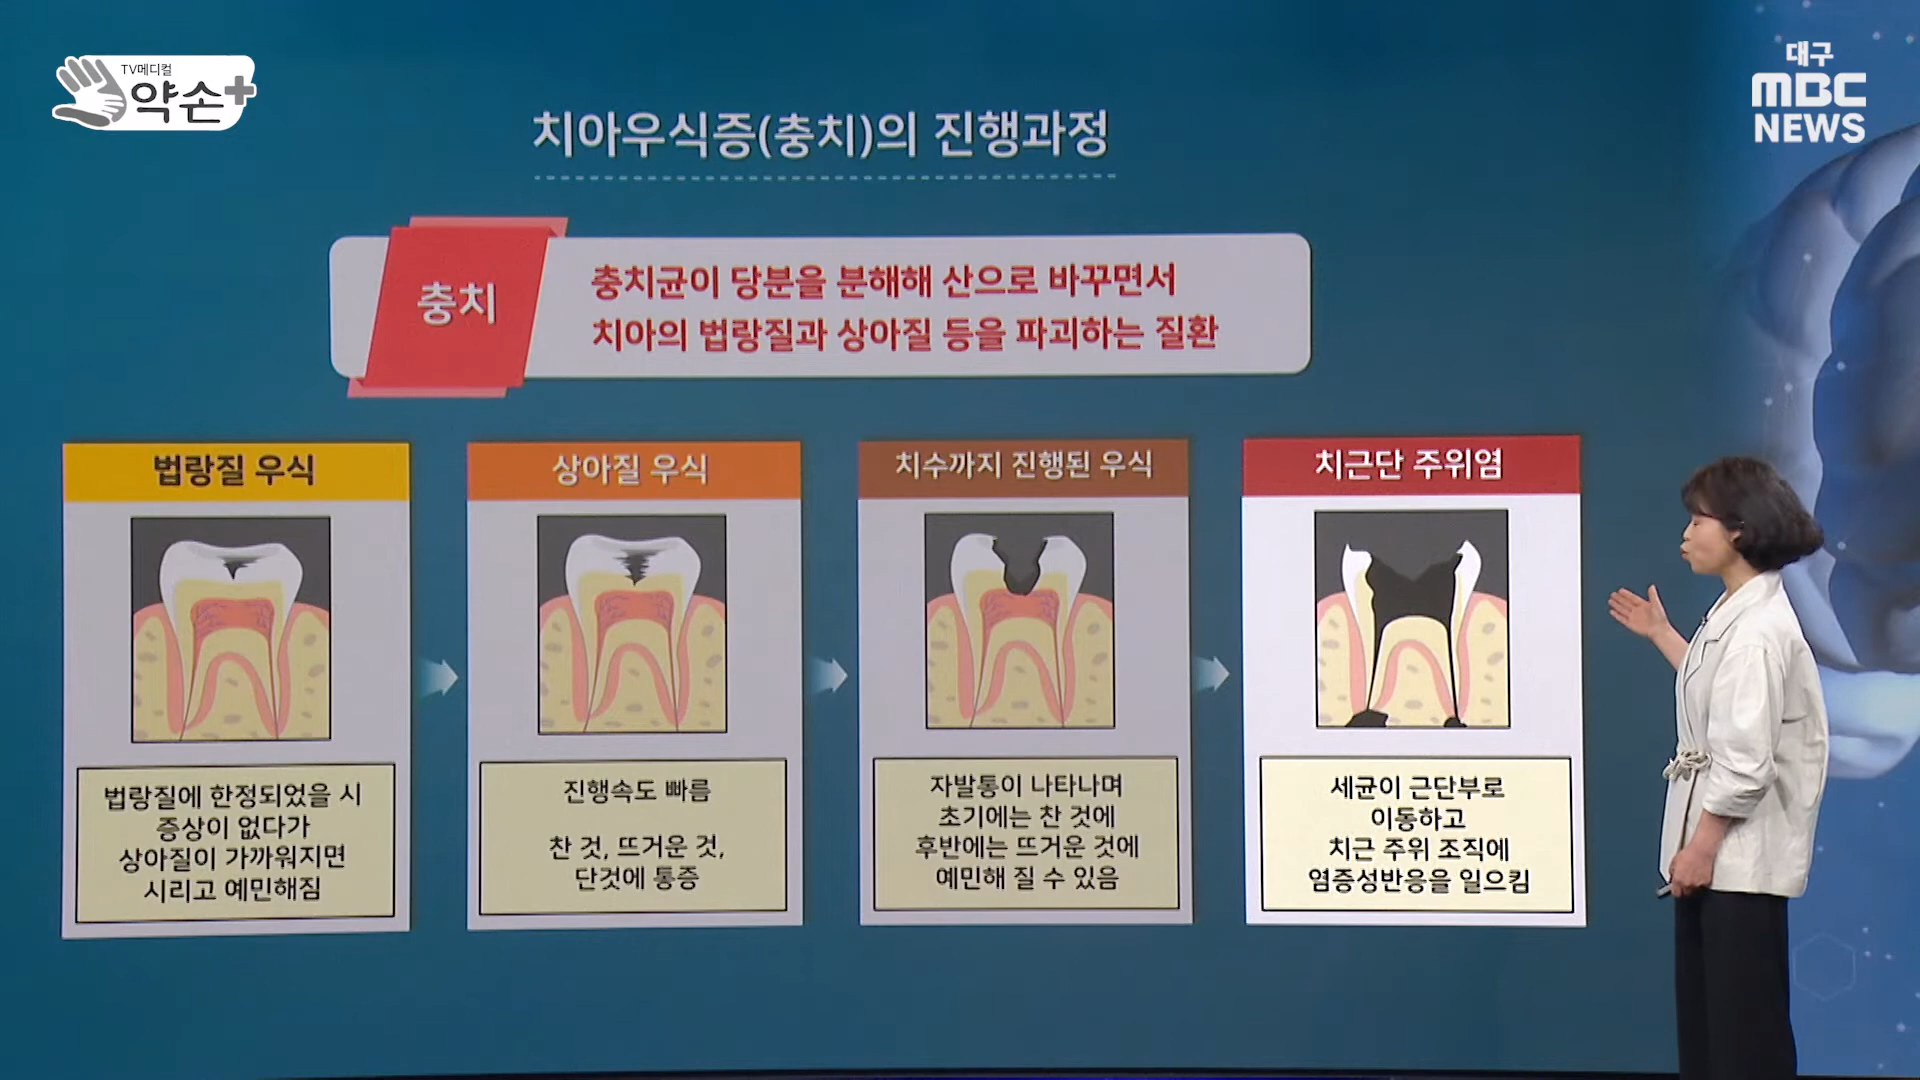 TV메디컬
약손+
대구
MBC
NEWS
치아우식증(충치)의 진행과정
충치
충치균이 당분을 분해해 산으로 바꾸면서
치아의 법랑질과 상아질 등을 파괴하는 질환
법랑질 우식
법랑질에 한정되었을 시
증상이 없다가
상아질이 가까워지면
시리고 예민해짐
상아질 우식
진행속도 빠름
찬 것, 뜨거운 것,
단것에 통증
치수까지 진행된 우식
자발통이 나타나며
초기에는 찬 것에
후반에는 뜨거운 것에
예민해 질 수 있음
치근단 주위염
세균이 근단부로
이동하고
치근 주위 조직에
염증성반응을 일으킴